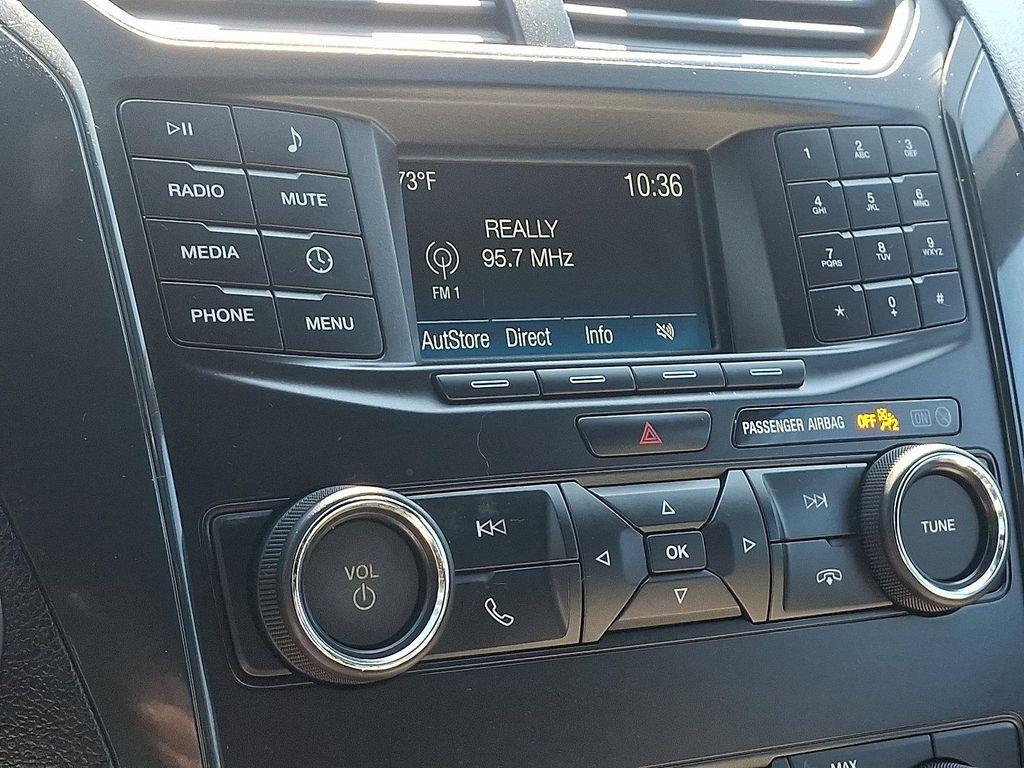 73°F
10:36
REALLY
95.7 MHz
FM 1
AutStore Direct Info
RADIO
MUTE
MEDIA
PHONE
MENU
1
2 ABC
3 DEF
4 GHI
5 JKL
6 MNO
7 PQRS
8 TUV
9 WXYZ
*
0 +
#
PASSENGER AIRBAG OFF 2 ON
VOL
OK
TUNE
MAX